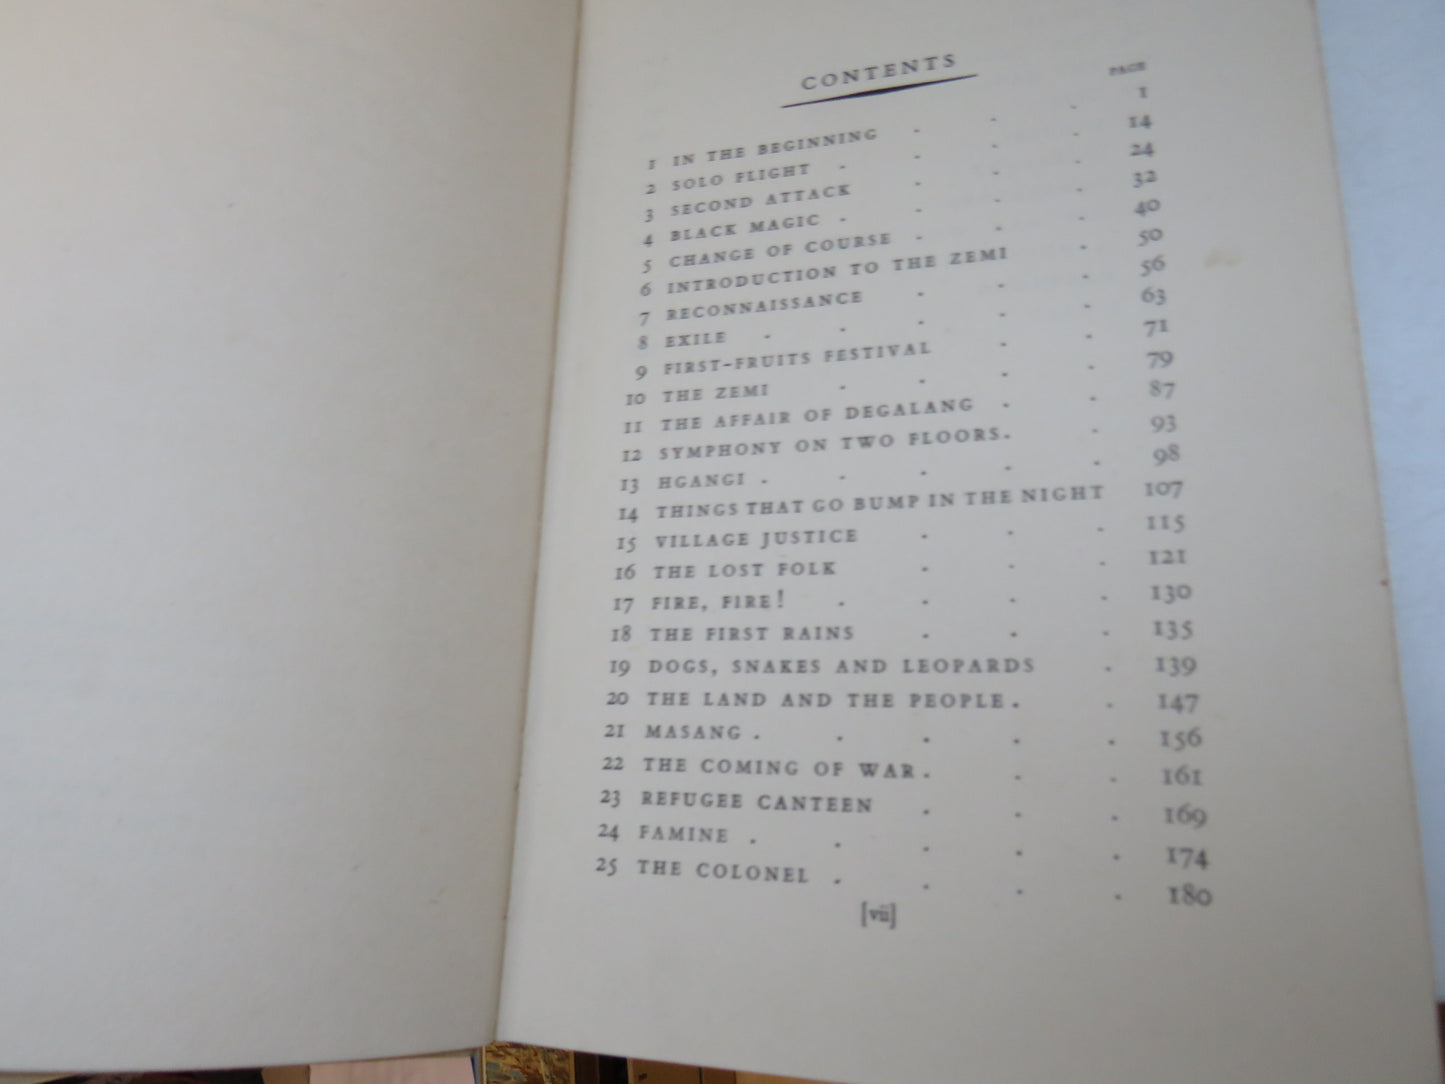 CONTENTS
PAGE
1 IN THE BEGINNING . . . 1
2 SOLO FLIGHT . . . . 14
3 SECOND ATTACK . . . 24
4 BLACK MAGIC . . . . 32
5 CHANGE OF COURSE . . . 40
6 INTRODUCTION TO THE ZEMI . 50
7 RECONNAISSANCE . . . 56
8 EXILE . . . . . 63
9 FIRST-FRUITS FESTIVAL . . 71
10 THE ZEMI . . . . 79
11 THE AFFAIR OF DEGALANG . . 87
12 SYMPHONY ON TWO FLOORS . . 93
13 HGANGI . . . . . 98
14 THINGS THAT GO BUMP IN THE NIGHT 107
15 VILLAGE JUSTICE . . . 115
16 THE LOST FOLK . . . 121
17 FIRE, FIRE! . . . . 130
18 THE FIRST RAINS . . . 135
19 DOGS, SNAKES AND LEOPARDS . 139
20 THE LAND AND THE PEOPLE . . 147
21 MASANG . . . . . 156
22 THE COMING OF WAR . . . 161
23 REFUGEE CANTEEN . . . 169
24 FAMINE . . . . . 174
25 THE COLONEL . . . . 180
[vii]